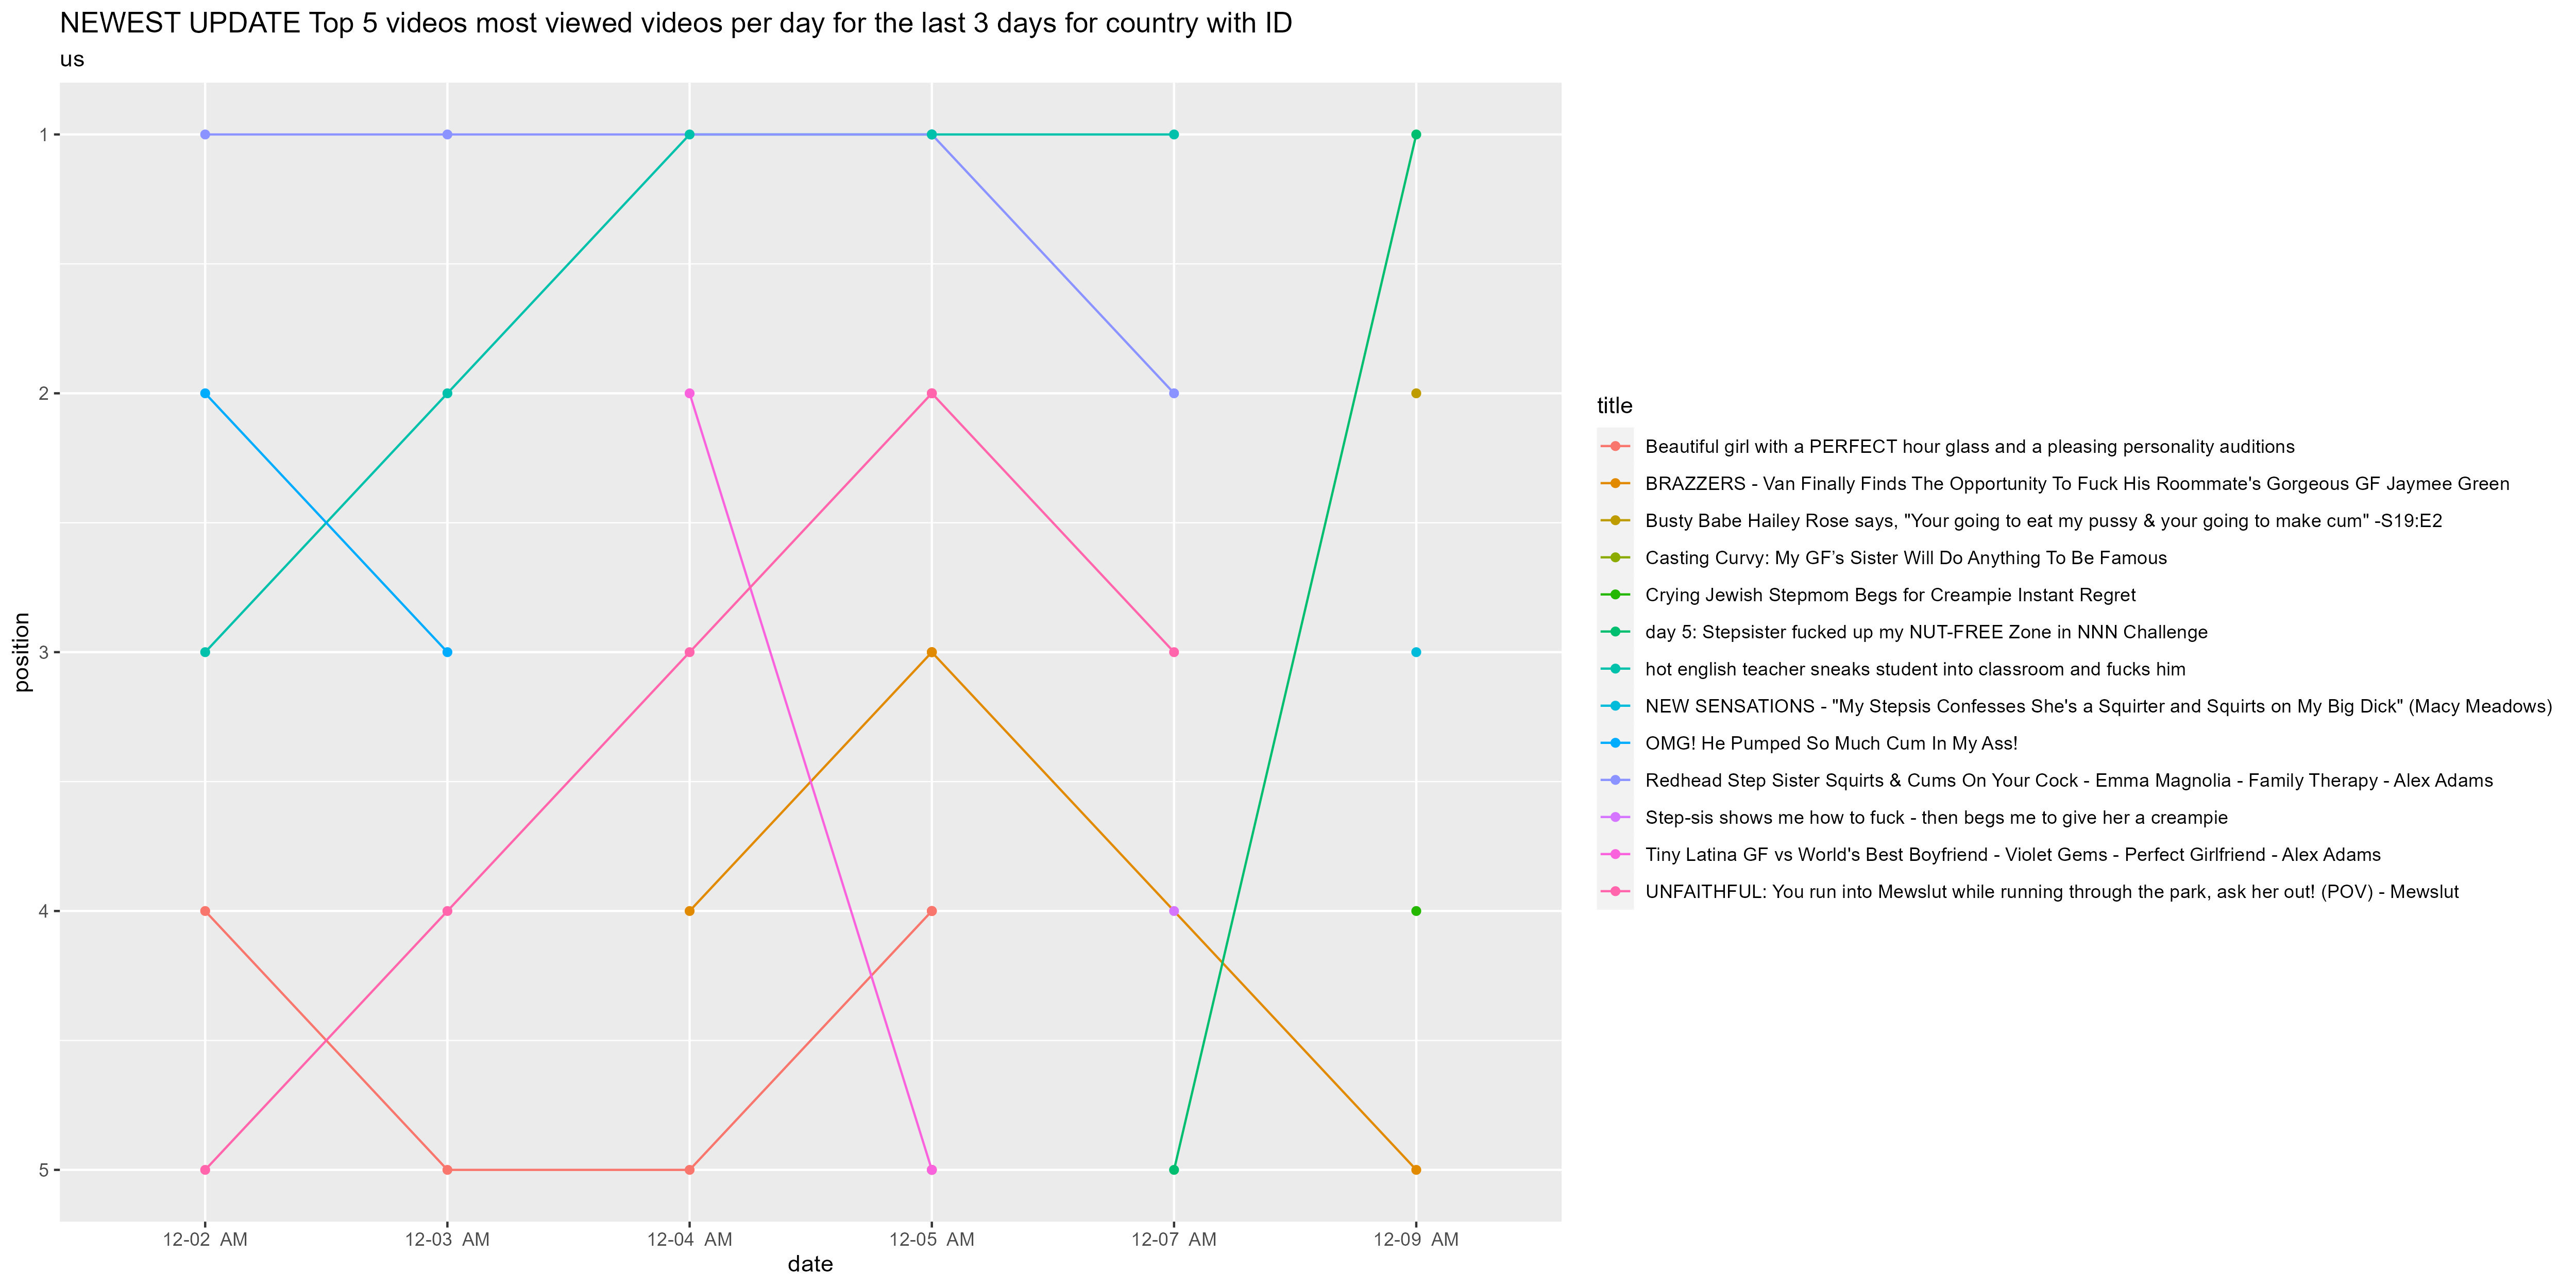 NEWEST UPDATE Top 5 videos most viewed videos per day for the last 3 days for country with ID
us
1
2
3
4
5
position
12-02 AM
12-03 AM
12-04 AM
12-05 AM
12-07 AM
12-09 AM
date
title
Beautiful girl with a PERFECT hour glass and a pleasing personality auditions
BRAZZERS - Van Finally Finds The Opportunity To Fuck His Roommate's Gorgeous GF Jaymee Green
Busty Babe Hailey Rose says, "Your going to eat my pussy & your going to make cum" -S19:E2
Casting Curvy: My GF’s Sister Will Do Anything To Be Famous
Crying Jewish Stepmom Begs for Creampie Instant Regret
day 5: Stepsister fucked up my NUT-FREE Zone in NNN Challenge
hot english teacher sneaks student into classroom and fucks him
NEW SENSATIONS - "My Stepsis Confesses She's a Squirter and Squirts on My Big Dick" (Macy Meadows)
OMG! He Pumped So Much Cum In My Ass!
Redhead Step Sister Squirts & Cums On Your Cock - Emma Magnolia - Family Therapy - Alex Adams
Step-sis shows me how to fuck - then begs me to give her a creampie
Tiny Latina GF vs World's Best Boyfriend - Violet Gems - Perfect Girlfriend - Alex Adams
UNFAITHFUL: You run into Mewslut while running through the park, ask her out! (POV) - Mewslut